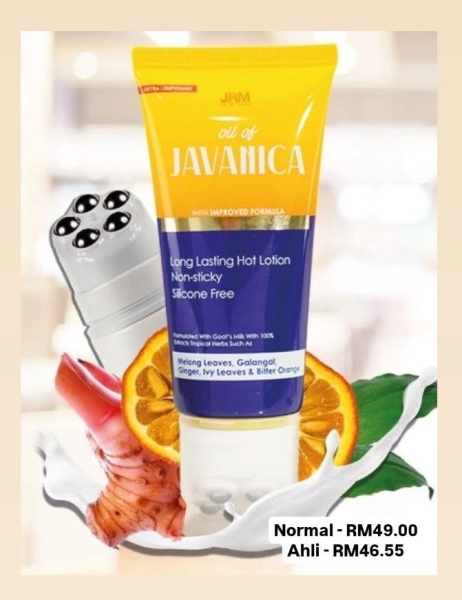 JRM
oil of
JAVANICA
WITH IMPROVED FORMULA
Long Lasting Hot Lotion
Non-sticky
Silicone Free
Formulated With Goat's Milk With 100%
Extracts Tropical Herbs Such As
Melong Leaves, Galangal,
Ginger, Ivy Leaves & Bitter Orange
Normal - RM49.00
Ahli - RM46.55